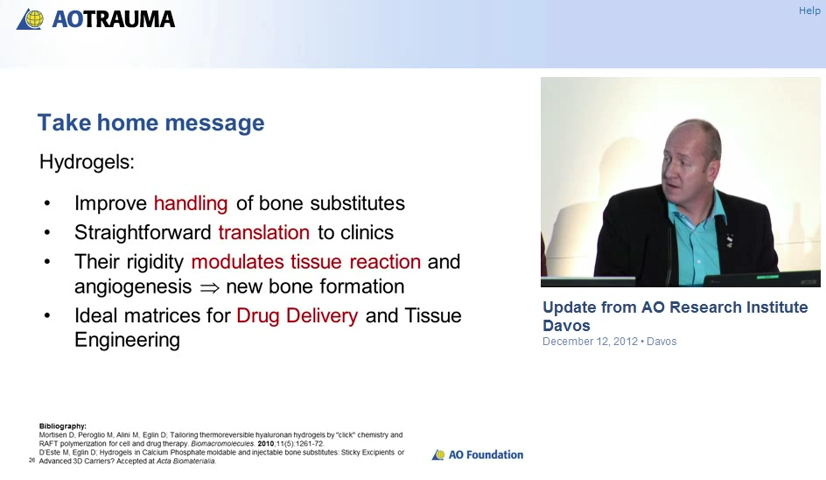 AOTRAUMA
Help
Take home message
Hydrogels:
• Improve handling of bone substitutes
• Straightforward translation to clinics
• Their rigidity modulates tissue reaction and
angiogenesis ⇒ new bone formation
• Ideal matrices for Drug Delivery and Tissue
Engineering
Update from AO Research Institute
Davos
December 12, 2012 • Davos
Bibliography:
Mortisen D, Peroglio M, Alini M, Eglin D; Tailoring thermoreversible hyaluronan hydrogels by "click" chemistry and
RAFT polymerization for cell and drug therapy. Biomacromolecules. 2010;11(5):1261-72.
D'Este M, Eglin D; Hydrogels in Calcium Phosphate moldable and injectable bone substitutes: Sticky Excipients or
26 Advanced 3D Carriers? Accepted at Acta Biomaterialia.
AO Foundation